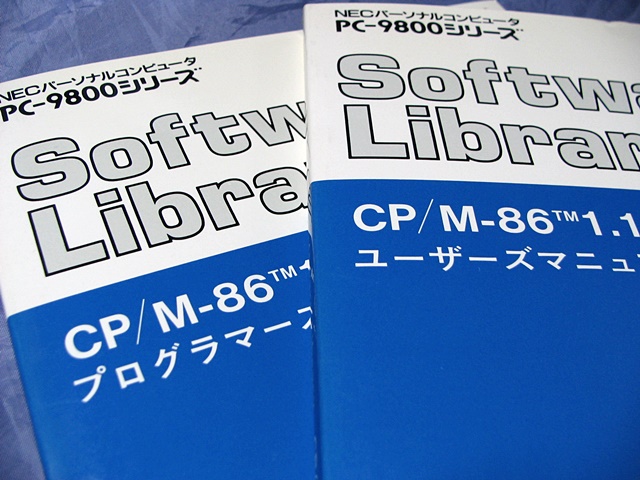 NECパーソナルコンピュータ
PC-9800シリーズ
Softw
Libra
CP/M-86™
プログラマーズ
NECパーソナルコンピュータ
PC-9800シリーズ
Softwa
Librar
CP/M-86™1.1
ユーザーズマニュ